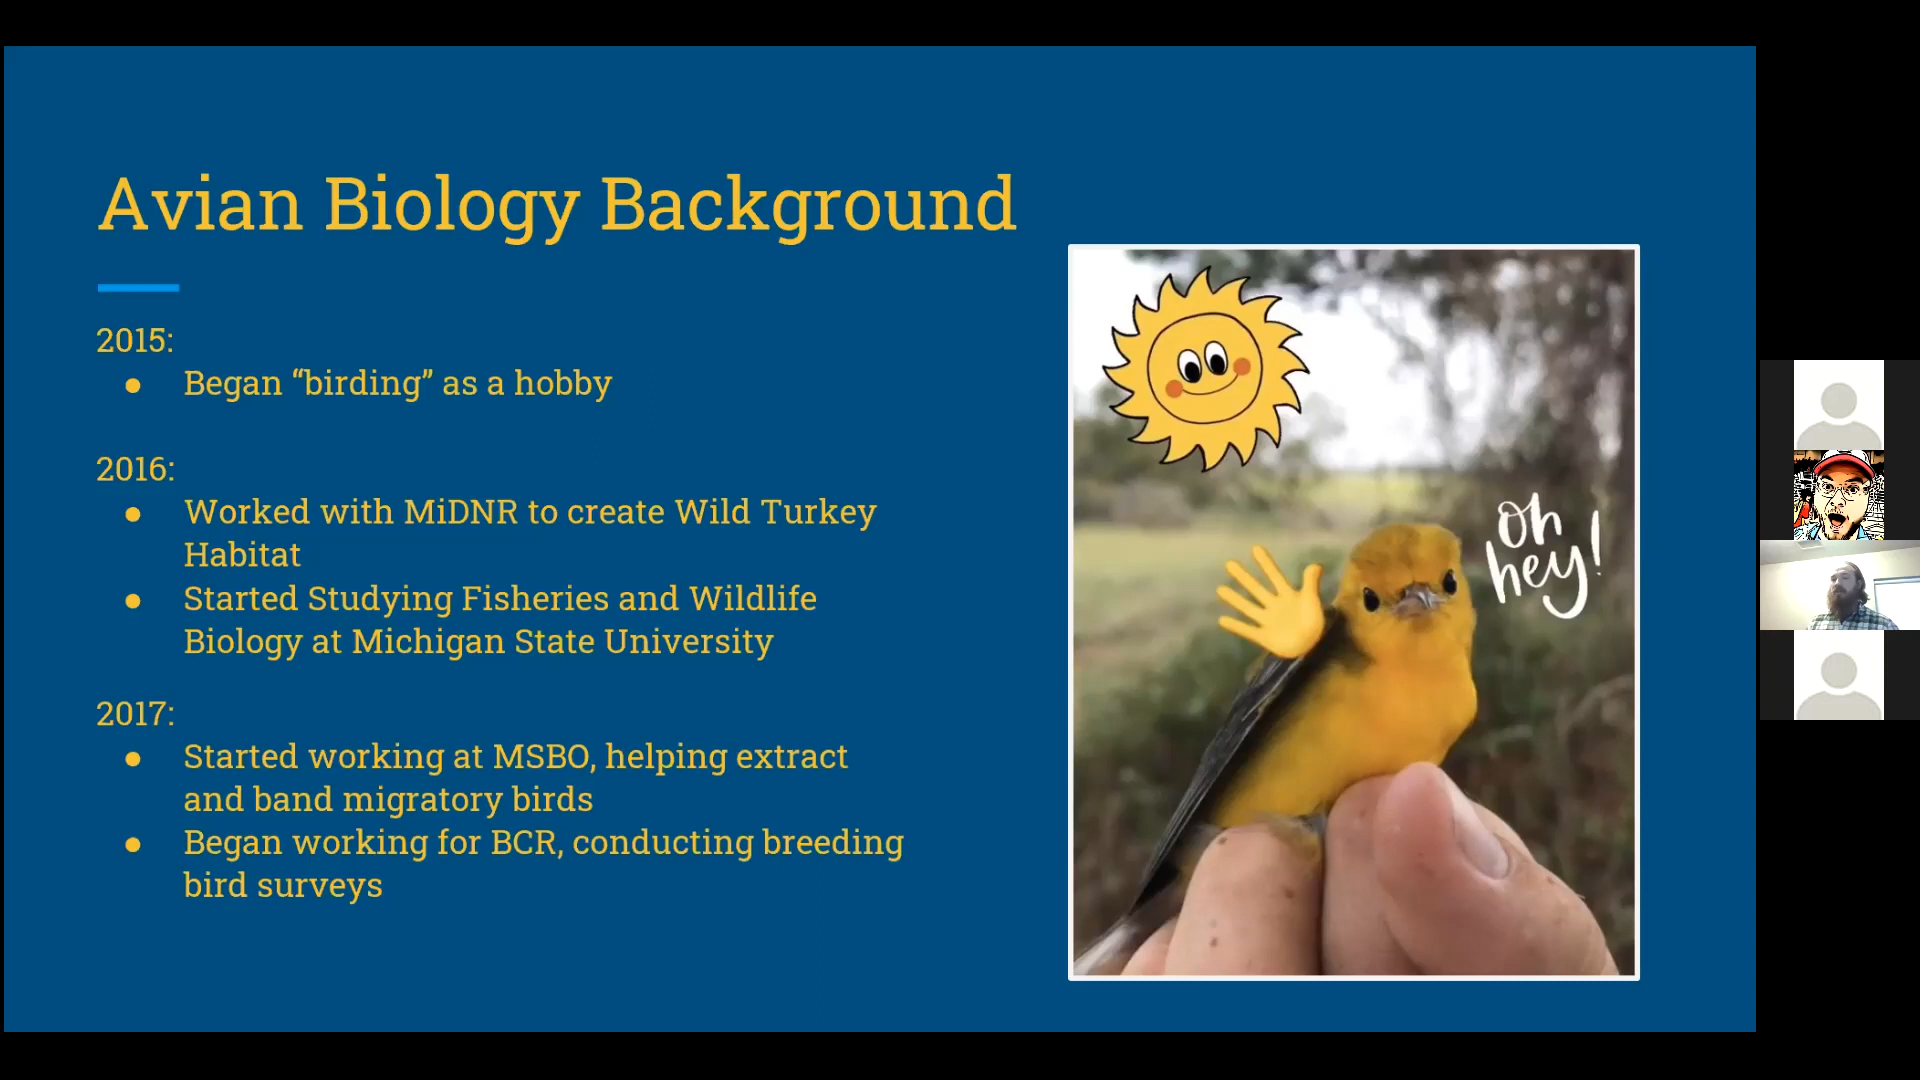 Avian Biology Background
2015:
● Began “birding” as a hobby
2016:
● Worked with MiDNR to create Wild Turkey
Habitat
● Started Studying Fisheries and Wildlife
Biology at Michigan State University
2017:
● Started working at MSBO, helping extract
and band migratory birds
● Began working for BCR, conducting breeding
bird surveys
oh
hey!